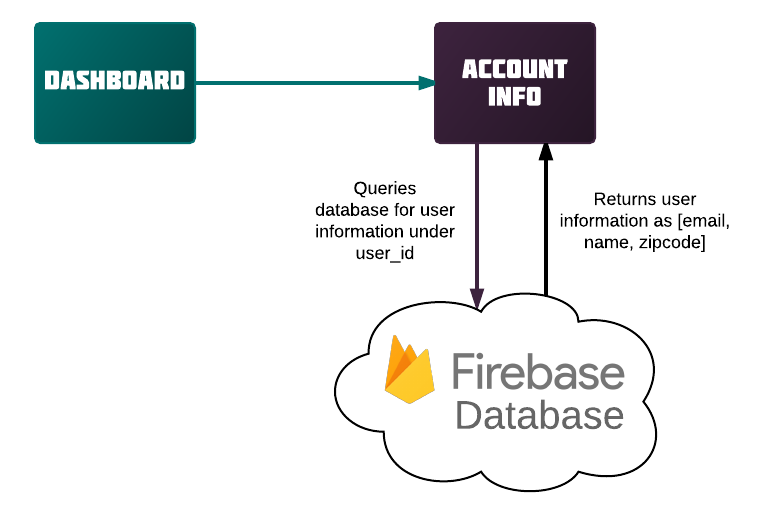 DASHBOARD
ACCOUNT
INFO
Queries
database for user
information under
user_id
Returns user
information as [email,
name, zipcode]
Firebase
Database